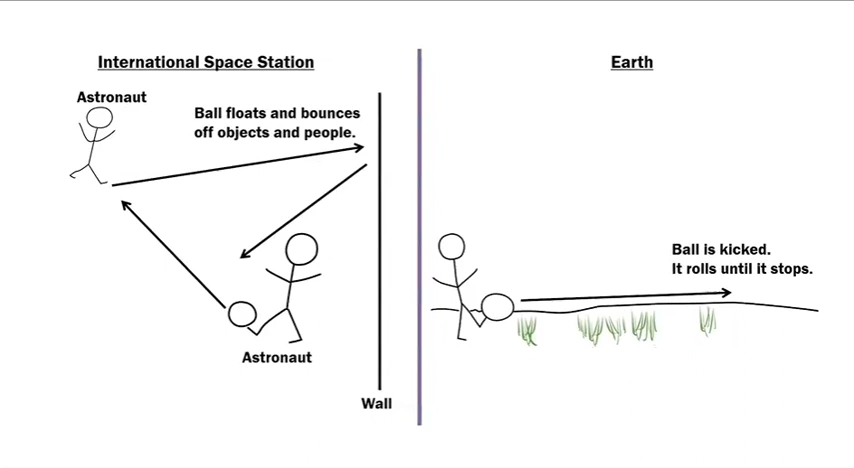 International Space Station
Astronaut
Ball floats and bounces
off objects and people.
Astronaut
Wall
Earth
Ball is kicked.
It rolls until it stops.